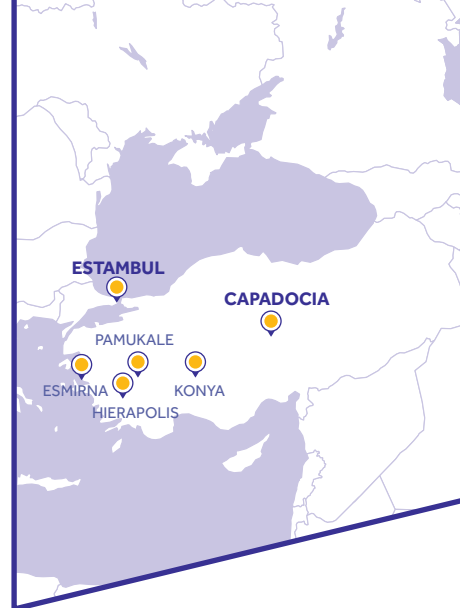 ESTAMBUL
CAPADOCIA
PAMUKALE
ESMIRNA
KONYA
HIERAPOLIS